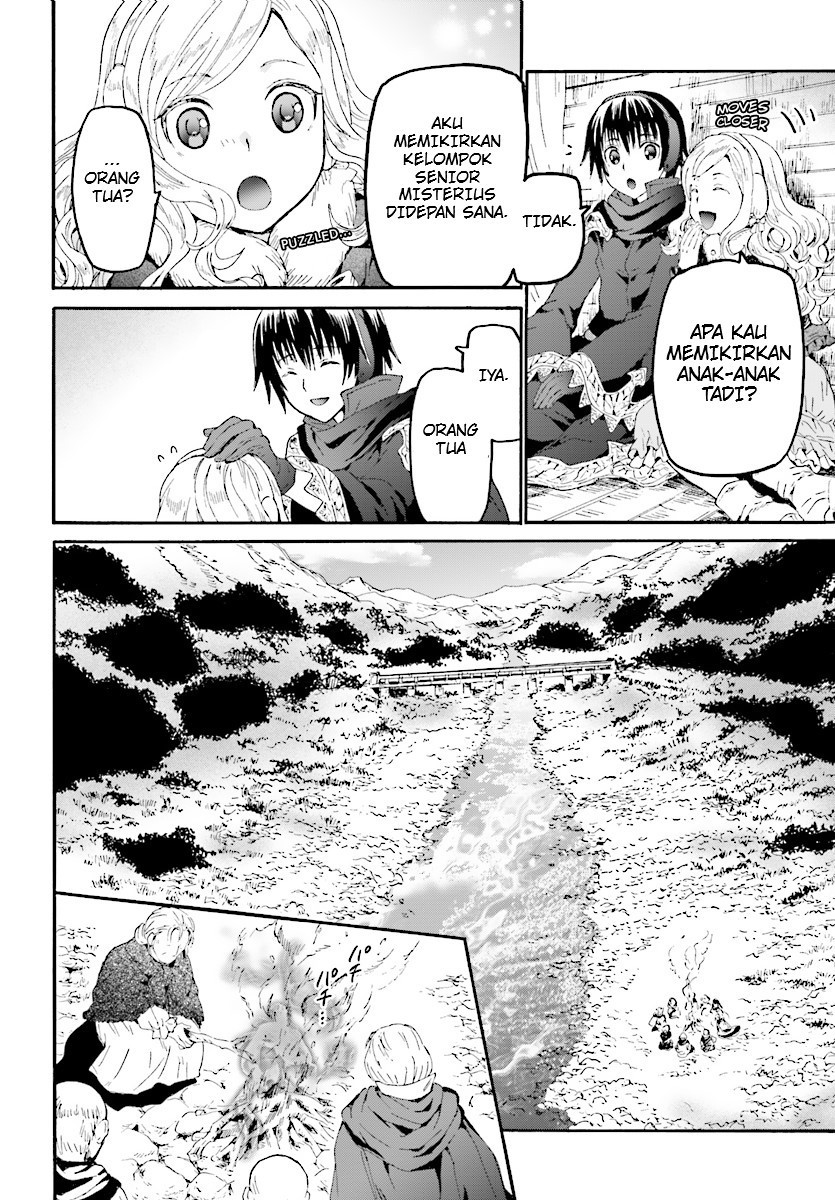 MOVES
CLOSER
APA KAU
MEMIKIRKAN
ANAK-ANAK
TADI?
TIDAK.
AKU
MEMIKIRKAN
KELOMPOK
SENIOR
MISTERIUS
DIDEPAN SANA.
...
ORANG
TUA?
PUZZLED...
IYA.
ORANG
TUA
パチ
パチ…